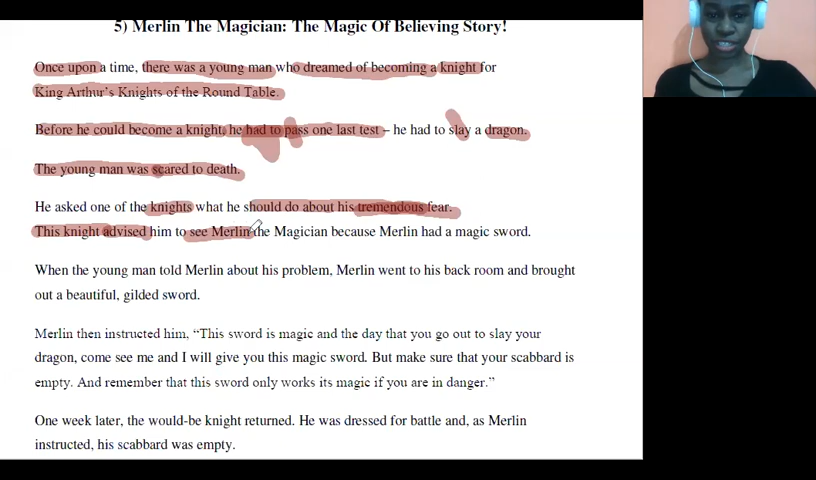 5) Merlin The Magician: The Magic Of Believing Story!
Once upon a time, there was a young man who dreamed of becoming a knight for
King Arthur's Knights of the Round Table.
Before he could become a knight, he had to pass one last test – he had to slay a dragon.
The young man was scared to death.
He asked one of the knights what he should do about his tremendous fear.
This knight advised him to see Merlin the Magician because Merlin had a magic sword.
When the young man told Merlin about his problem, Merlin went to his back room and brought
out a beautiful, gilded sword.
Merlin then instructed him, “This sword is magic and the day that you go out to slay your
dragon, come see me and I will give you this magic sword. But make sure that your scabbard is
empty. And remember that this sword only works its magic if you are in danger.”
One week later, the would-be knight returned. He was dressed for battle and, as Merlin
instructed, his scabbard was empty.